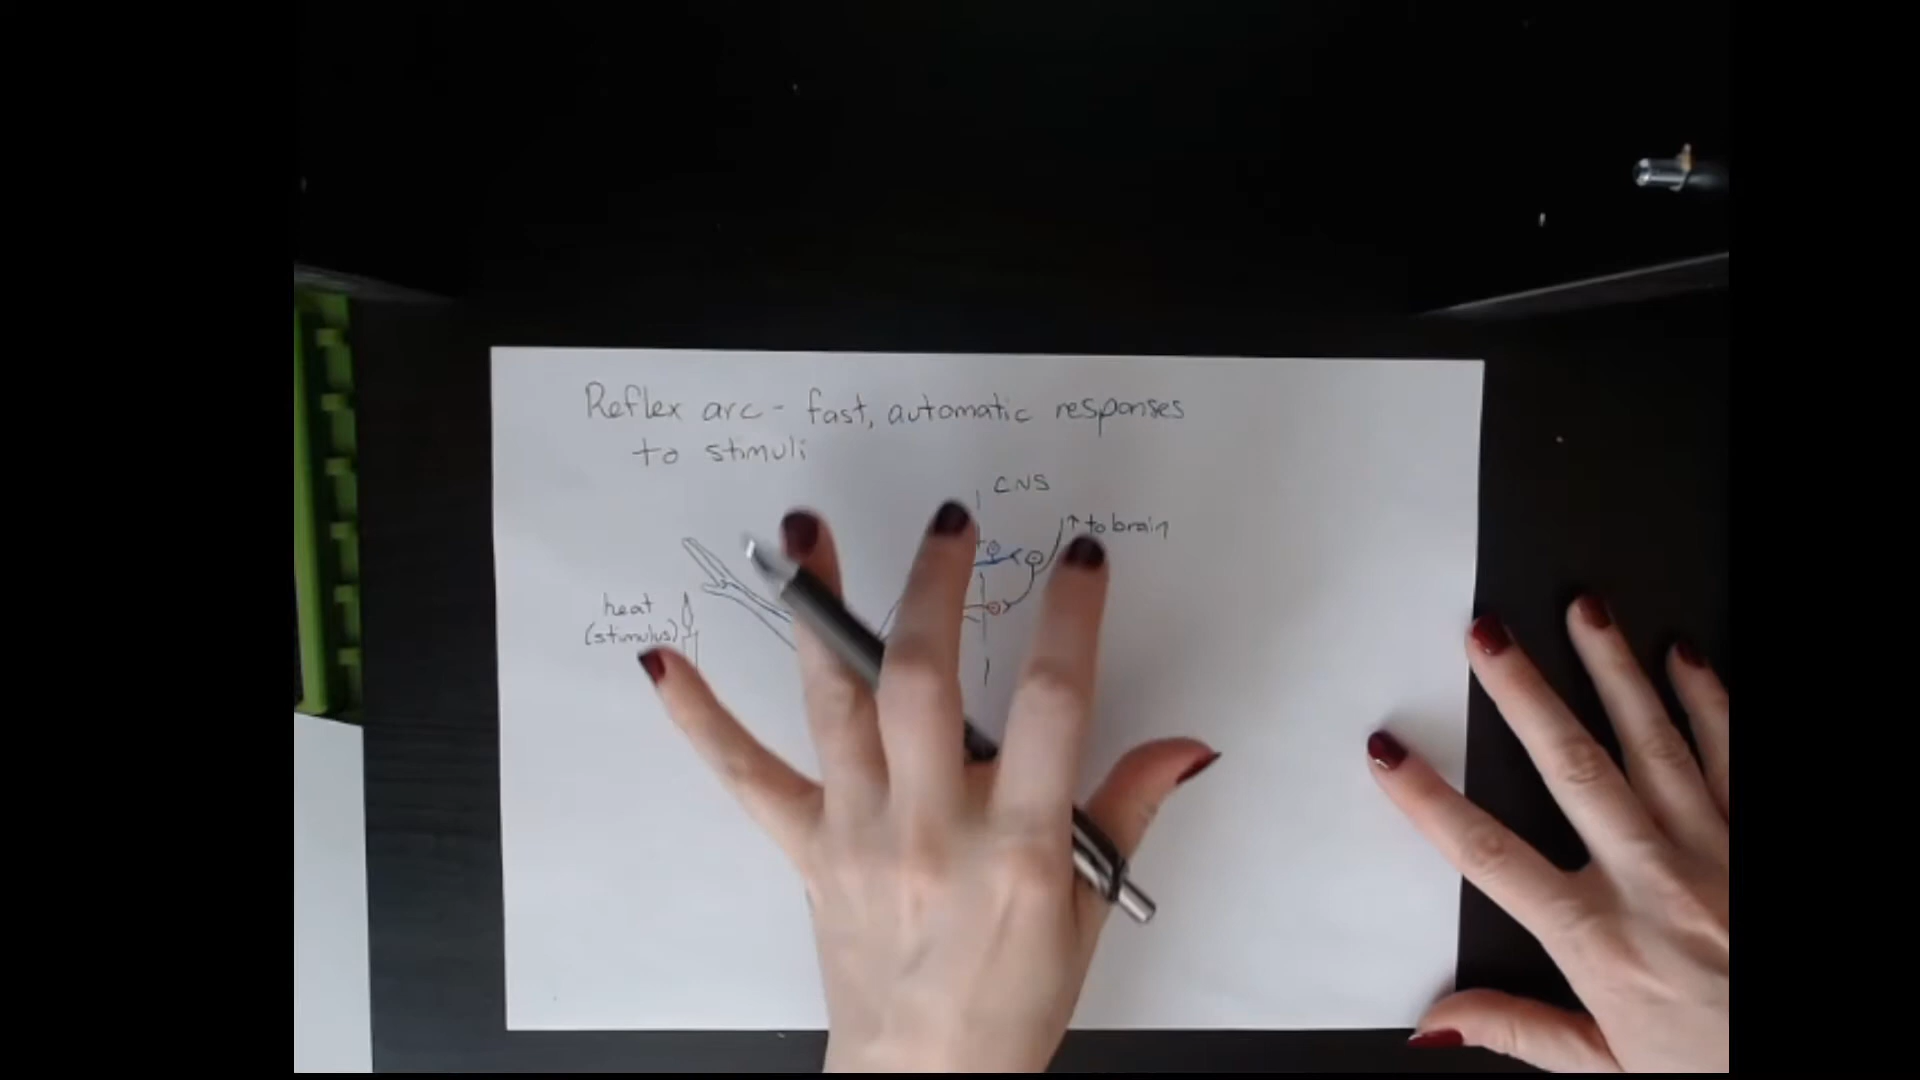 Reflex arc - fast, automatic responses
to stimuli
CNS
↑ to brain
heat
(stimulus)